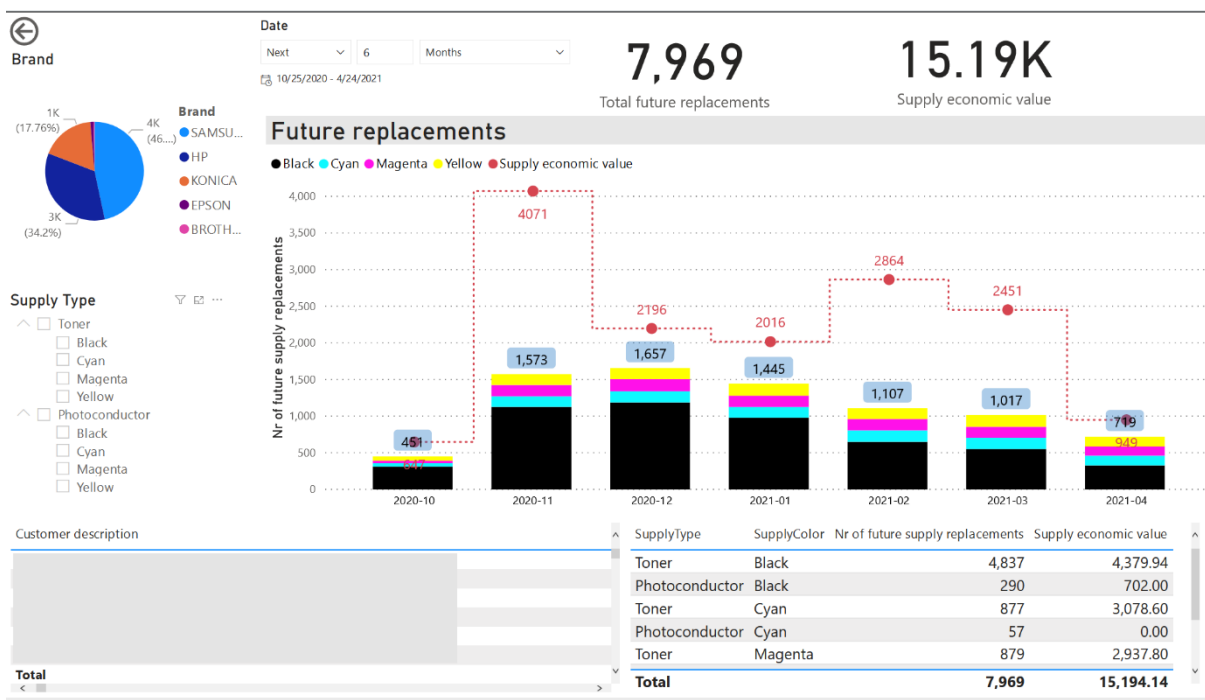 Brand
Date
Next 6 Months
10/25/2020 - 4/24/2021
7,969
Total future replacements
15.19K
Supply economic value
1K
(17.76%)
4K
(46....)
3K
(34.2%)
Brand
SAMSU...
HP
KONICA
EPSON
BROTH...
Future replacements
Black Cyan Magenta Yellow Supply economic value
Nr of future supply replacements
4,000
3,500
3,000
2,500
2,000
1,500
1,000
500
0
4071
2196
2016
2864
2451
949
647
451
1,573
1,657
1,445
1,107
1,017
719
2020-10 2020-11 2020-12 2021-01 2021-02 2021-03 2021-04
Supply Type
Toner
Black
Cyan
Magenta
Yellow
Photoconductor
Black
Cyan
Magenta
Yellow
Customer description
Total
SupplyType SupplyColor Nr of future supply replacements Supply economic value
Toner Black 4,837 4,379.94
Photoconductor Black 290 702.00
Toner Cyan 877 3,078.60
Photoconductor Cyan 57 0.00
Toner Magenta 879 2,937.80
Total 7,969 15,194.14